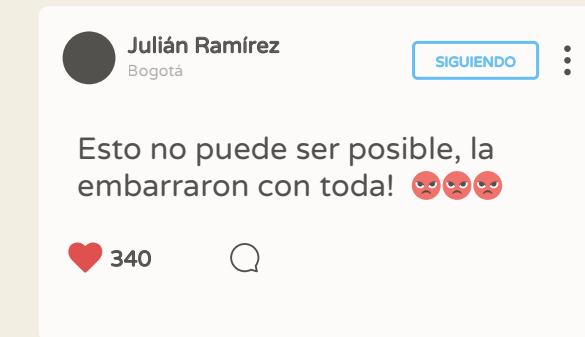 Julián Ramírez
Bogotá
SIGUIENDO
Esto no puede ser posible, la
embarraron con toda! 😡😡😡
340